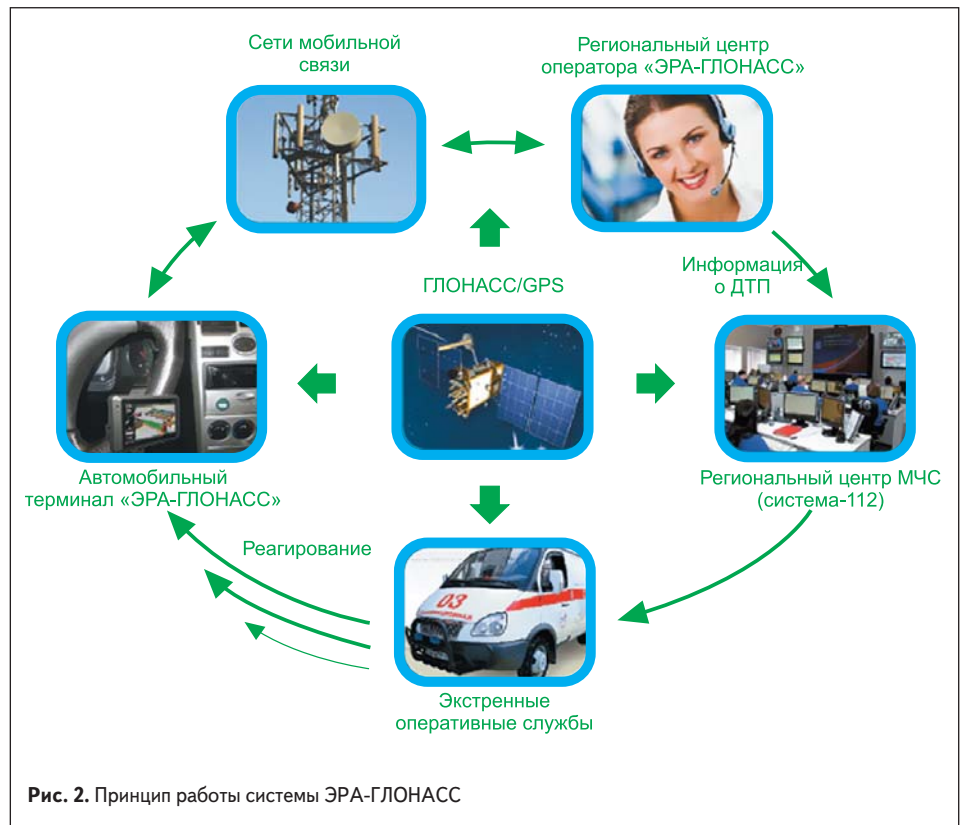 Сети мобильной
связи
Региональный центр
оператора «ЭРА-ГЛОНАСС»
ГЛОНАСС/GPS
Информация
о ДТП
Автомобильный
терминал «ЭРА-ГЛОНАСС»
Региональный центр МЧС
(система-112)
Реагирование
03
Экстренные
оперативные службы
Рис. 2. Принцип работы системы ЭРА-ГЛОНАСС